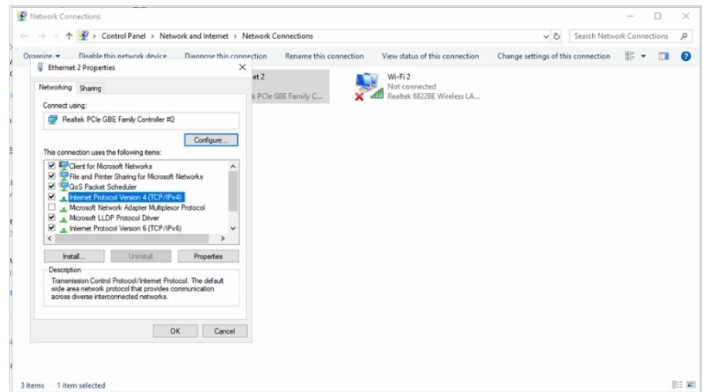 Network Connections
Control Panel > Network and Internet > Network Connections
Search Network Connections
Organize
Disable this network device
Diagnose this connection
Rename this connection
View status of this connection
Change settings of this connection
Ethernet 2 Properties
Networking
Sharing
Connect using:
Realtek PCIe GBE Family Controller #2
Configure...
This connection uses the following items:
Client for Microsoft Networks
File and Printer Sharing for Microsoft Networks
QoS Packet Scheduler
Internet Protocol Version 4 (TCP/IPv4)
Microsoft Network Adapter Multiplexor Protocol
Microsoft LLDP Protocol Driver
Internet Protocol Version 6 (TCP/IPv6)
Install...
Uninstall
Properties
Description
Transmission Control Protocol/Internet Protocol. The default
wide area network protocol that provides communication
across diverse interconnected networks.
OK
Cancel
et 2
k PCIe GBE Family C...
Wi-Fi 2
Not connected
Realtek 8822BE Wireless LA...
3 items
1 item selected